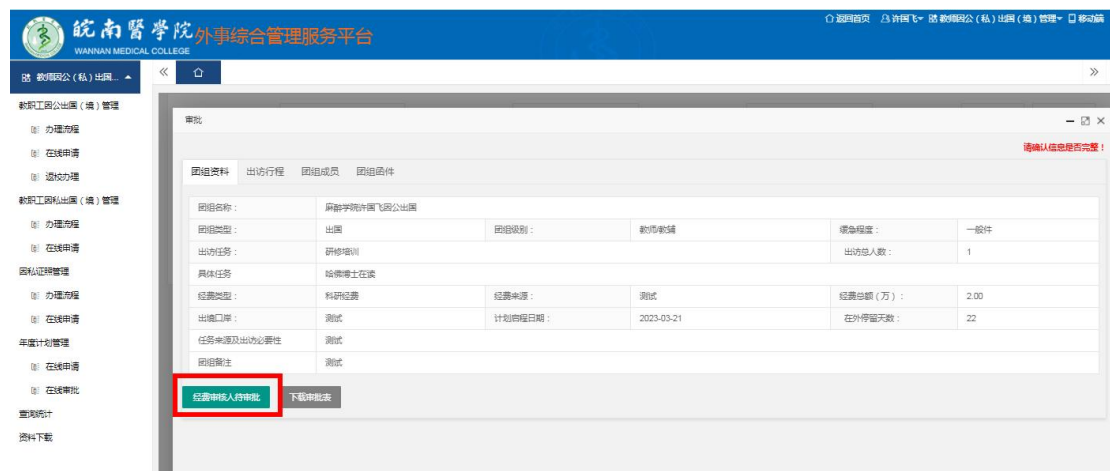 皖南醫學院外事综合管理服务平台
WANNAN MEDICAL COLLEGE
返回首页 许国飞 教师因公（私）出国（境）管理 移动端
教师因公（私）出国...
教职工因公出国（境）管理
办理流程
在线申请
返校办理
教职工因私出国（境）管理
办理流程
在线申请
因私证照管理
办理流程
在线申请
年度计划管理
在线申请
在线审批
查询统计
资料下载
审批
请确认信息是否完整！
团组资料 出访行程 团组成员 团组函件
团组名称： 麻醉学院许国飞因公出国
团组类型： 出国 团组级别： 教师/教辅 缓急程度： 一般件
出访任务： 研修培训 出访总人数： 1
具体任务 哈佛博士在读
经费类型： 科研经费 经费来源： 测试 经费总额（万）： 2.00
出境口岸： 测试 计划启程日期： 2023-03-21 在外停留天数： 22
任务来源及出访必要性 测试
团组备注 测试
经费审核人待审批 下载审批表